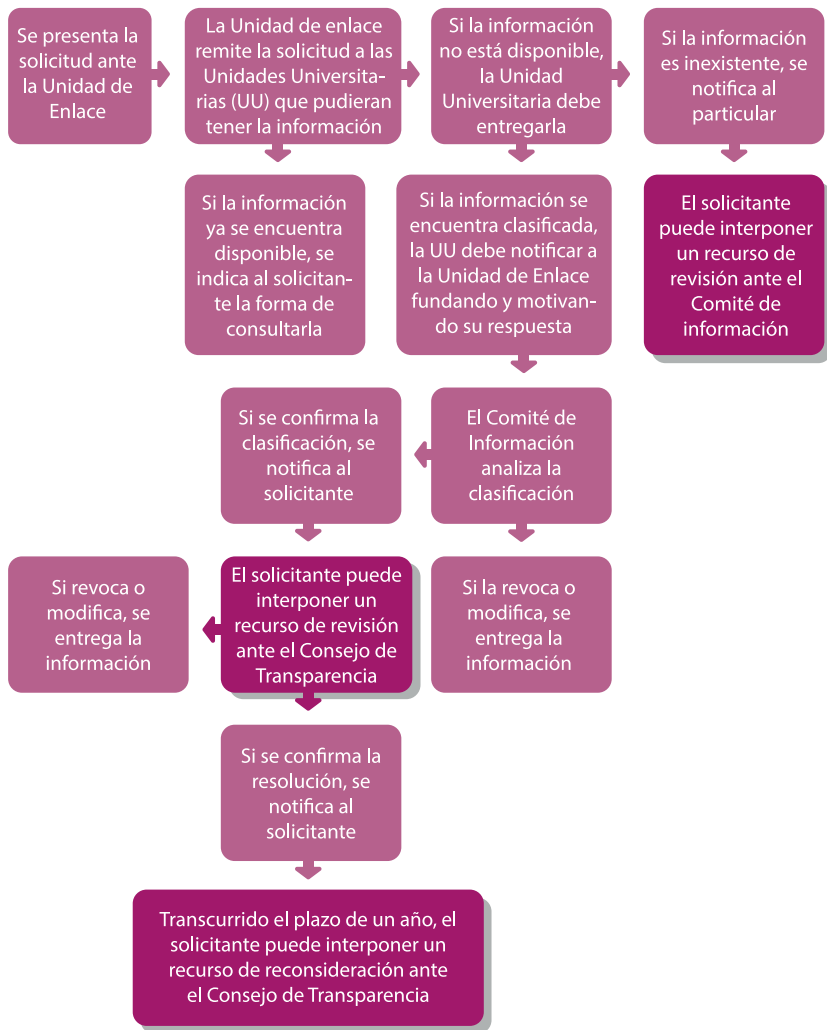 Se presenta la
solicitud ante
la Unidad de
Enlace
La Unidad de enlace
remite la solicitud a las
Unidades Universita-
rias (UU) que pudieran
tener la información
Si la información
no está disponible,
la Unidad
Universitaria debe
entregarla
Si la información
es inexistente, se
notifica al
particular
Si la información
ya se encuentra
disponible, se
indica al solicitan-
te la forma de
consultarla
Si la información se
encuentra clasificada,
la UU debe notificar a
la Unidad de Enlace
fundando y motivan-
do su respuesta
El solicitante
puede interponer
un recurso de
revisión ante el
Comité de
información
Si se confirma la
clasificación, se
notifica al
solicitante
El Comité de
Información
analiza la
clasificación
Si revoca o
modifica, se
entrega la
información
El solicitante puede
interponer un
recurso de revisión
ante el Consejo de
Transparencia
Si la revoca o
modifica, se
entrega la
información
Si se confirma la
resolución, se
notifica al
solicitante
Transcurrido el plazo de un año, el
solicitante puede interponer un
recurso de reconsideración ante
el Consejo de Transparencia